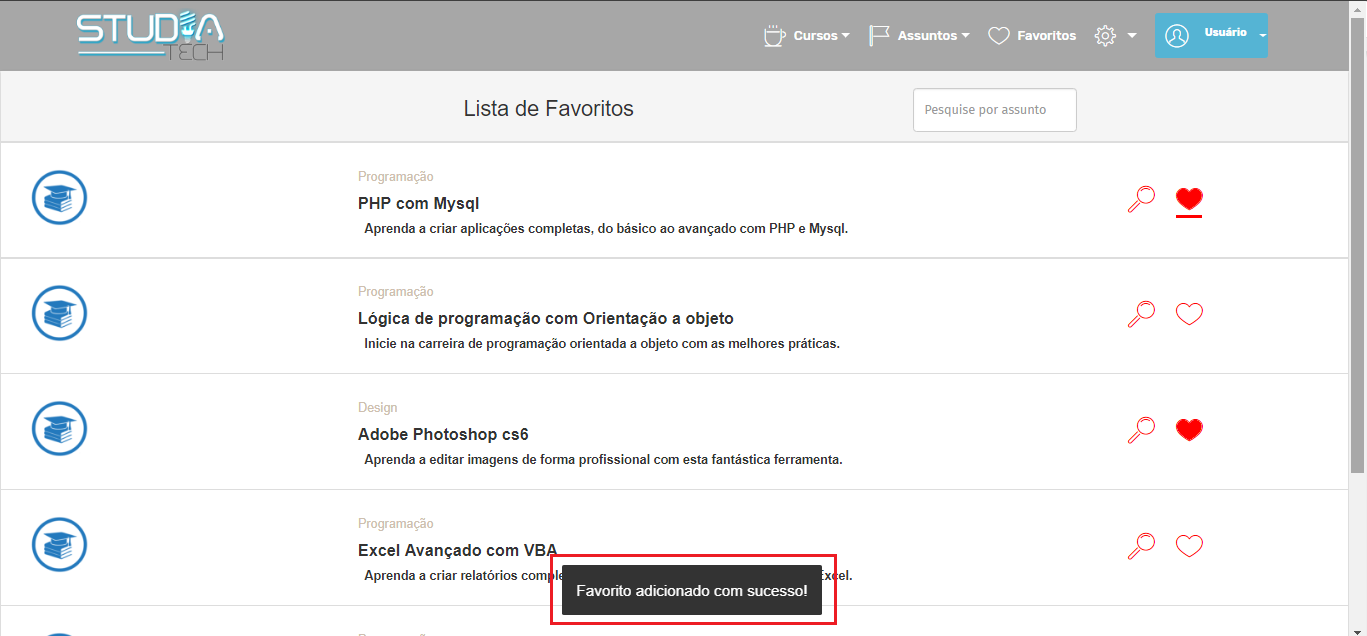 STUDIA
TECH
Cursos
Assuntos
Favoritos
Usuário
Lista de Favoritos
Pesquise por assunto
Programação
PHP com Mysql
Aprenda a criar aplicações completas, do básico ao avançado com PHP e Mysql.
Programação
Lógica de programação com Orientação a objeto
Inicie na carreira de programação orientada a objeto com as melhores práticas.
Design
Adobe Photoshop cs6
Aprenda a editar imagens de forma profissional com esta fantástica ferramenta.
Programação
Excel Avançado com VBA
Aprenda a criar relatórios Excel.
Favorito adicionado com sucesso!